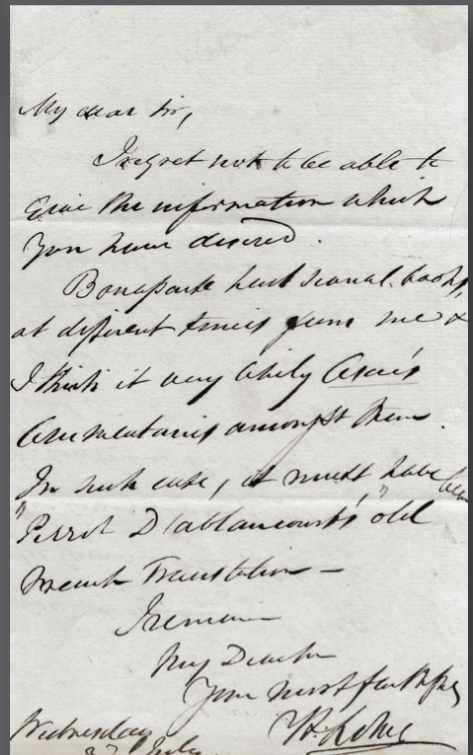 My dear Sir,
I regret not to be able to
give the information which
you have desired.
Bonaparte had several books,
at different times from me &
I think it very likely Cesar's
Commentaries amongst them.
In such case, it must have been
"Perrot D'ablancourt's" old
french Translation —
I remain
My Dear Sir
Your most faithfully
Wednesday
July